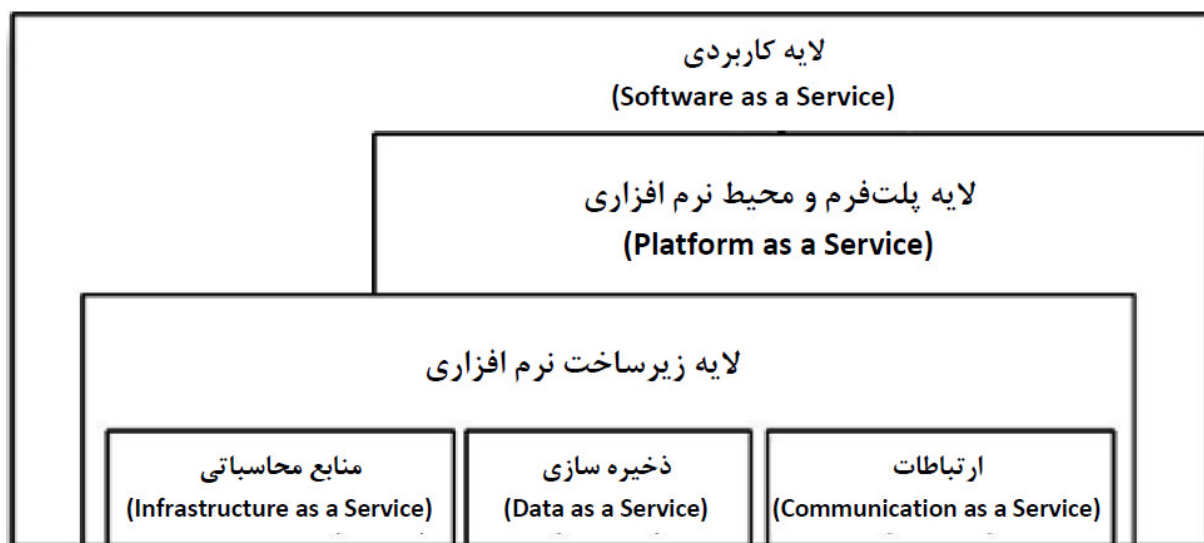 لایه کاربردی
(Software as a Service)
لایه پلت‌فرم و محیط نرم افزاری
(Platform as a Service)
لایه زیرساخت نرم افزاری
منابع محاسباتی
(Infrastructure as a Service)
ذخیره سازی
(Data as a Service)
ارتباطات
(Communication as a Service)